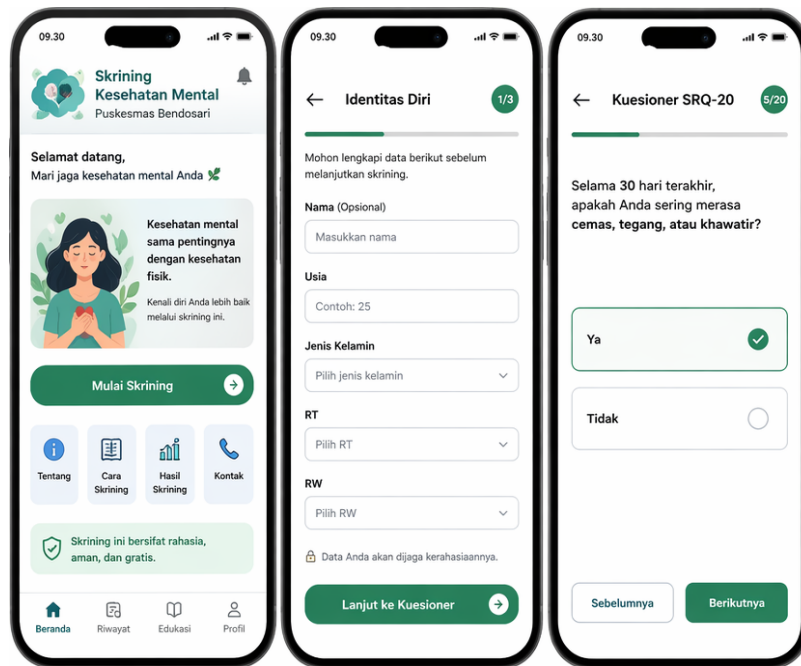 09.30
Skrining
Kesehatan Mental
Puskesmas Bendosari
Selamat datang,
Mari jaga kesehatan mental Anda
Kesehatan mental
sama pentingnya
dengan kesehatan
fisik.
Kenali diri Anda lebih baik
melalui skrining ini.
Mulai Skrining
Tentang
Cara
Skrining
Hasil
Skrining
Kontak
Skrining ini bersifat rahasia,
aman, dan gratis.
Beranda
Riwayat
Edukasi
Profil
09.30
Identitas Diri
1/3
Mohon lengkapi data berikut sebelum
melanjutkan skrining.
Nama (Opsional)
Masukkan nama
Usia
Contoh: 25
Jenis Kelamin
Pilih jenis kelamin
RT
Pilih RT
RW
Pilih RW
Data Anda akan dijaga kerahasiaannya.
Lanjut ke Kuesioner
09.30
Kuesioner SRQ-20
5/20
Selama 30 hari terakhir,
apakah Anda sering merasa
cemas, tegang, atau khawatir?
Ya
Tidak
Sebelumnya
Berikutnya